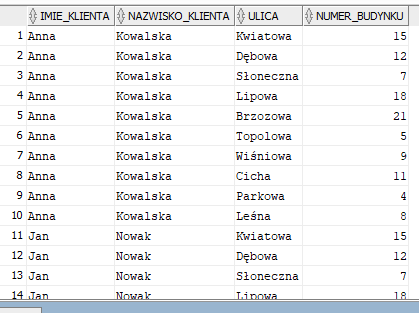 IMIE_KLIENTA NAZWISKO_KLIENTA ULICA NUMER_BUDYNKU
1 Anna Kowalska Kwiatowa 15
2 Anna Kowalska Dębowa 12
3 Anna Kowalska Słoneczna 7
4 Anna Kowalska Lipowa 18
5 Anna Kowalska Brzozowa 21
6 Anna Kowalska Topolowa 5
7 Anna Kowalska Wiśniowa 9
8 Anna Kowalska Cicha 11
9 Anna Kowalska Parkowa 4
10 Anna Kowalska Leśna 8
11 Jan Nowak Kwiatowa 15
12 Jan Nowak Dębowa 12
13 Jan Nowak Słoneczna 7
14 Jan Nowak Lipowa 18